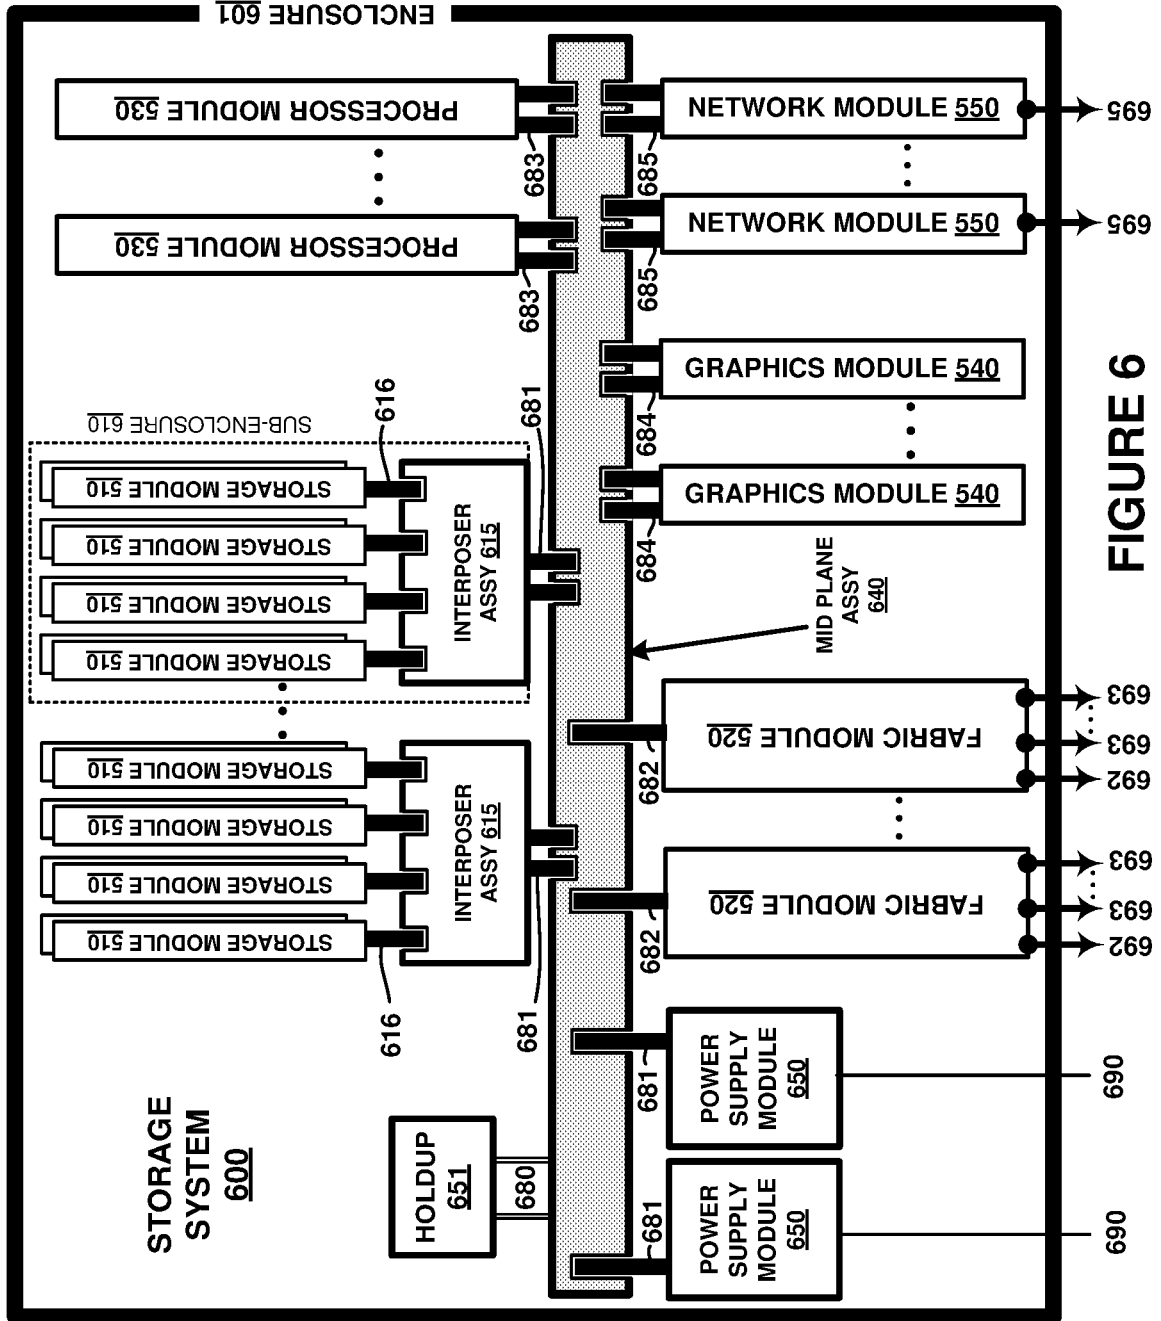 ENCLOSURE 601
PROCESSOR MODULE 530
683
PROCESSOR MODULE 530
683
NETWORK MODULE 550
685
695
NETWORK MODULE 550
685
695
SUB-ENCLOSURE 610
STORAGE MODULE 510
616
STORAGE MODULE 510
STORAGE MODULE 510
STORAGE MODULE 510
INTERPOSER
ASSY 615
681
GRAPHICS MODULE 540
684
GRAPHICS MODULE 540
684
MID PLANE
ASSY
640
STORAGE MODULE 510
STORAGE MODULE 510
STORAGE MODULE 510
STORAGE MODULE 510
616
INTERPOSER
ASSY 615
681
FABRIC MODULE 520
682
693
693
692
FABRIC MODULE 520
682
693
693
692
STORAGE
SYSTEM
600
HOLDUP
651
680
POWER
SUPPLY
MODULE
650
681
690
POWER
SUPPLY
MODULE
650
681
690
FIGURE 6